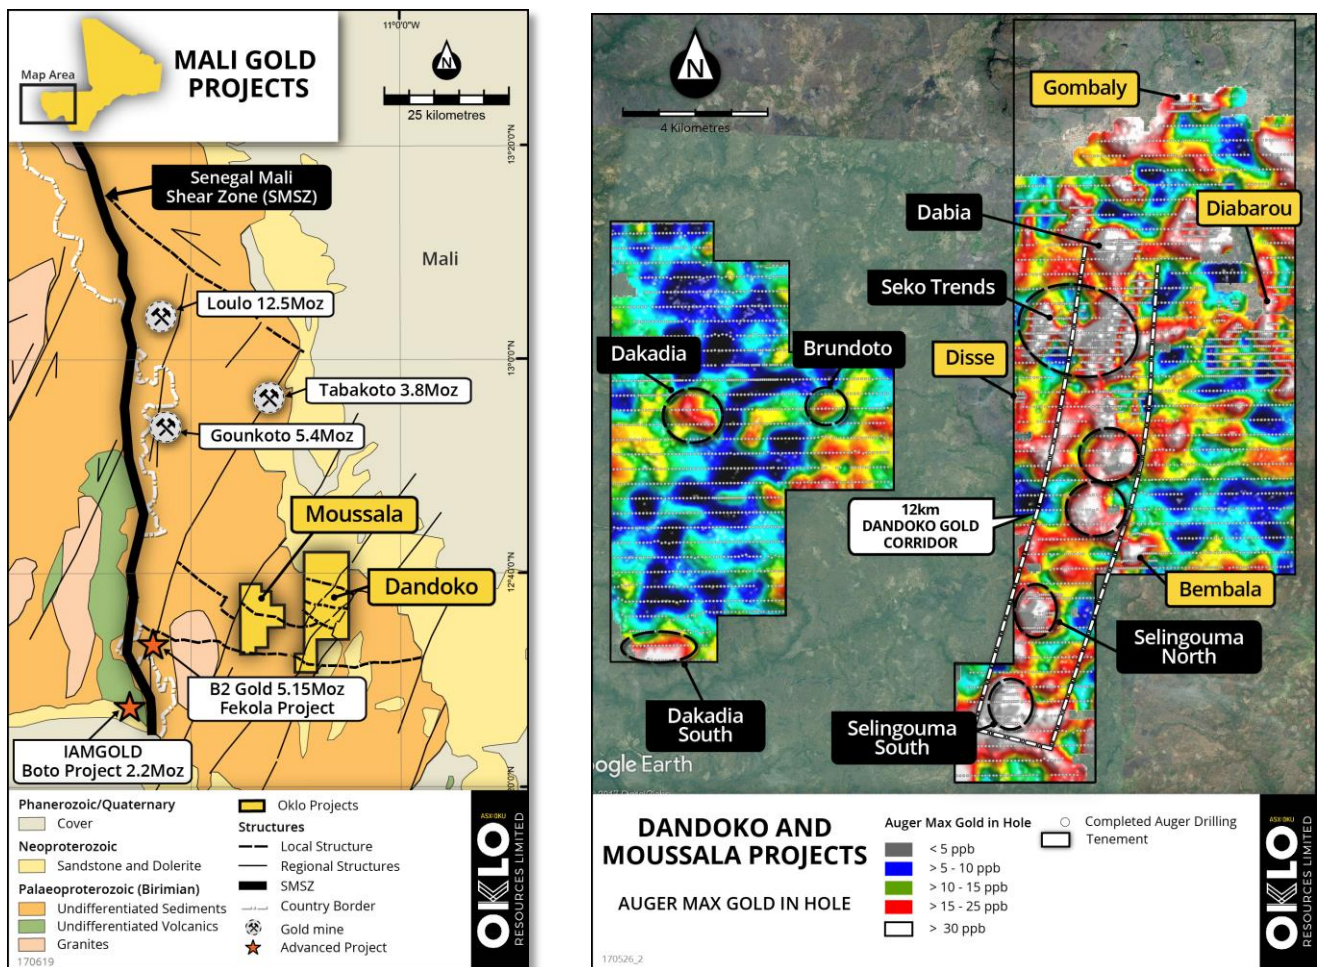 MALI GOLD
PROJECTS
Map Area
11°0'0"W
N
25 kilometres
13°20'N
Senegal Mali
Shear Zone (SMSZ)
Mali
Loulo 12.5Moz
13°0'0"N
Tabakoto 3.8Moz
Gounkoto 5.4Moz
Moussala
12°40'0"N
Dandoko
B2 Gold 5.15Moz
Fekola Project
IAMGOLD
Boto Project 2.2Moz
Phanerozoic/Quaternary
Cover
Neoproterozoic
Sandstone and Dolerite
Palaeoproterozoic (Birimian)
Undifferentiated Sediments
Undifferentiated Volcanics
Granites
170619
Oklo Projects
Structures
Local Structure
Regional Structures
SMSZ
Country Border
Gold mine
Advanced Project
ASX:OKU
OKLO
RESOURCES LIMITED
N
4 Kilometres
Gombaly
Dabia
Diabarou
Seko Trends
Dakadia
Brundoto
Disse
12km
DANDOKO GOLD
CORRIDOR
Bembala
Selingouma
North
Dakadia
South
Selingouma
South
ogle Earth
DANDOKO AND
MOUSSALA PROJECTS
AUGER MAX GOLD IN HOLE
Auger Max Gold in Hole
< 5 ppb
> 5 - 10 ppb
> 10 - 15 ppb
> 15 - 25 ppb
> 30 ppb
Completed Auger Drilling
Tenement
170526_2
ASX:OKU
OKLO
RESOURCES LIMITED